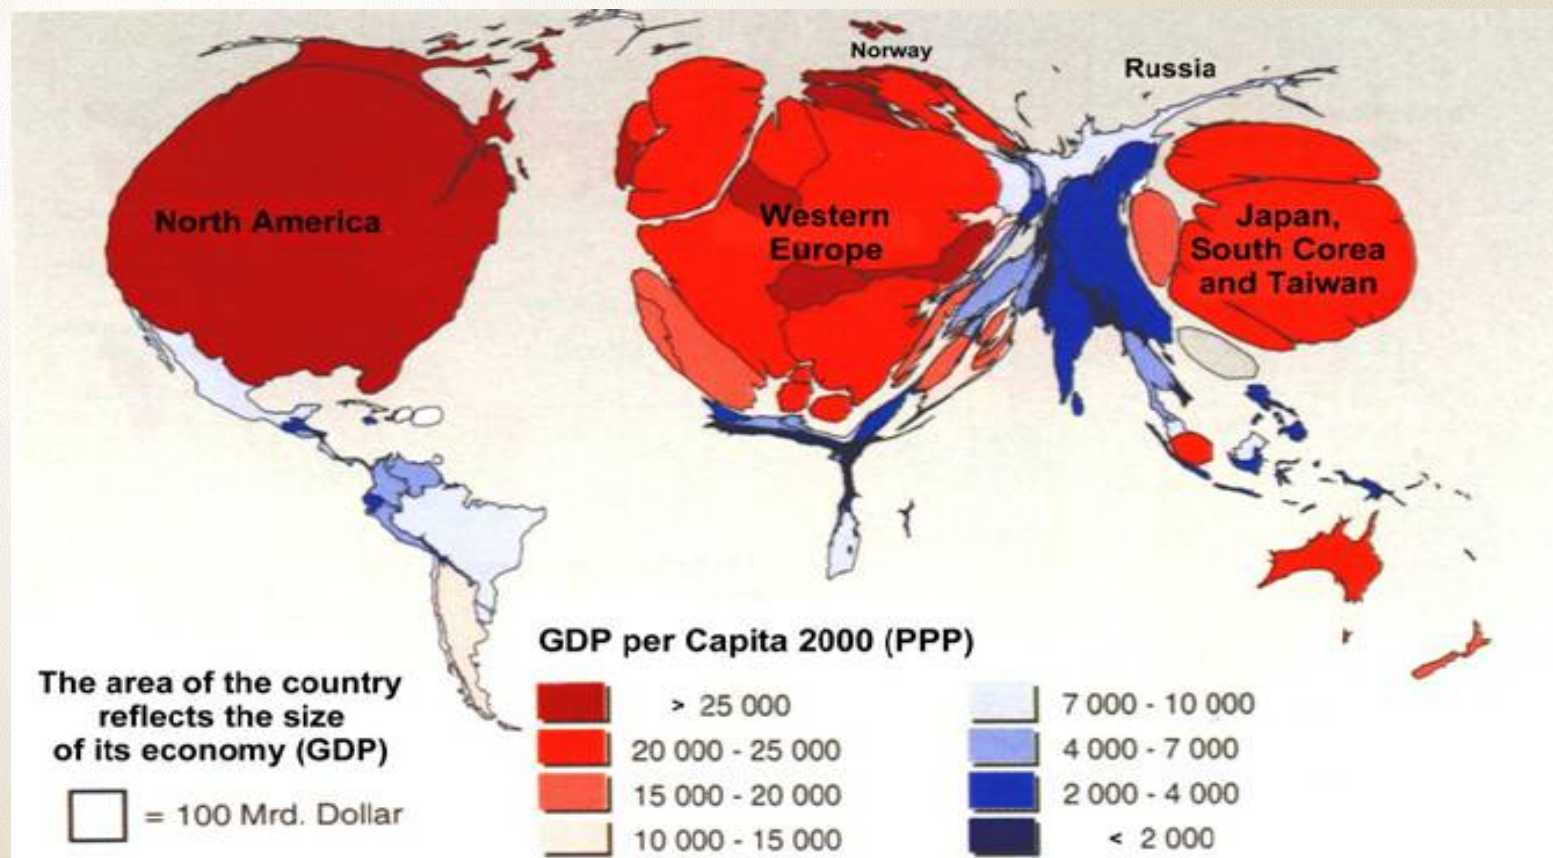 Norway
Russia
North America
Western
Europe
Japan,
South Corea
and Taiwan
GDP per Capita 2000 (PPP)
The area of the country
reflects the size
of its economy (GDP)
= 100 Mrd. Dollar
> 25 000
20 000 - 25 000
15 000 - 20 000
10 000 - 15 000
7 000 - 10 000
4 000 - 7 000
2 000 - 4 000
< 2 000